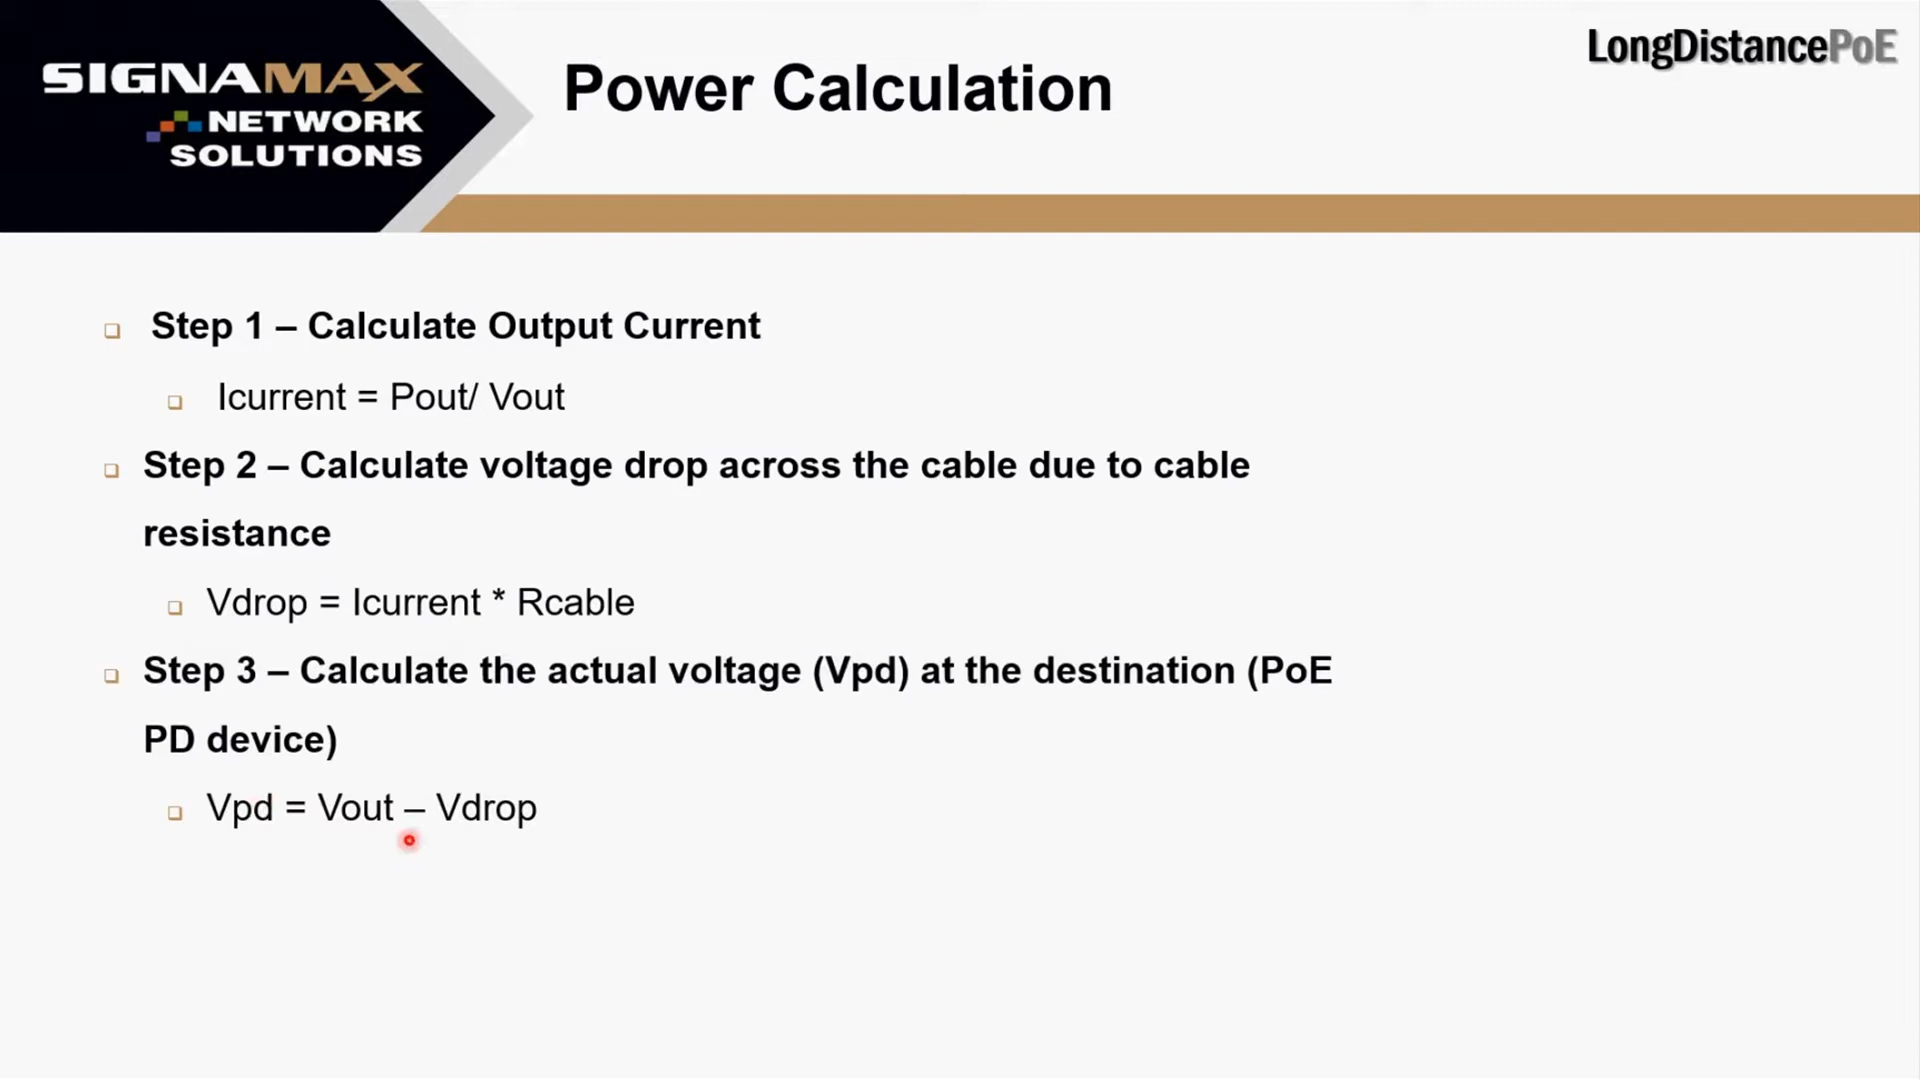 SIGNAMAX
NETWORK
SOLUTIONS
Power Calculation
LongDistancePoE
Step 1 – Calculate Output Current
Icurrent = Pout/ Vout
Step 2 – Calculate voltage drop across the cable due to cable
resistance
Vdrop = Icurrent * Rcable
Step 3 – Calculate the actual voltage (Vpd) at the destination (PoE
PD device)
Vpd = Vout – Vdrop